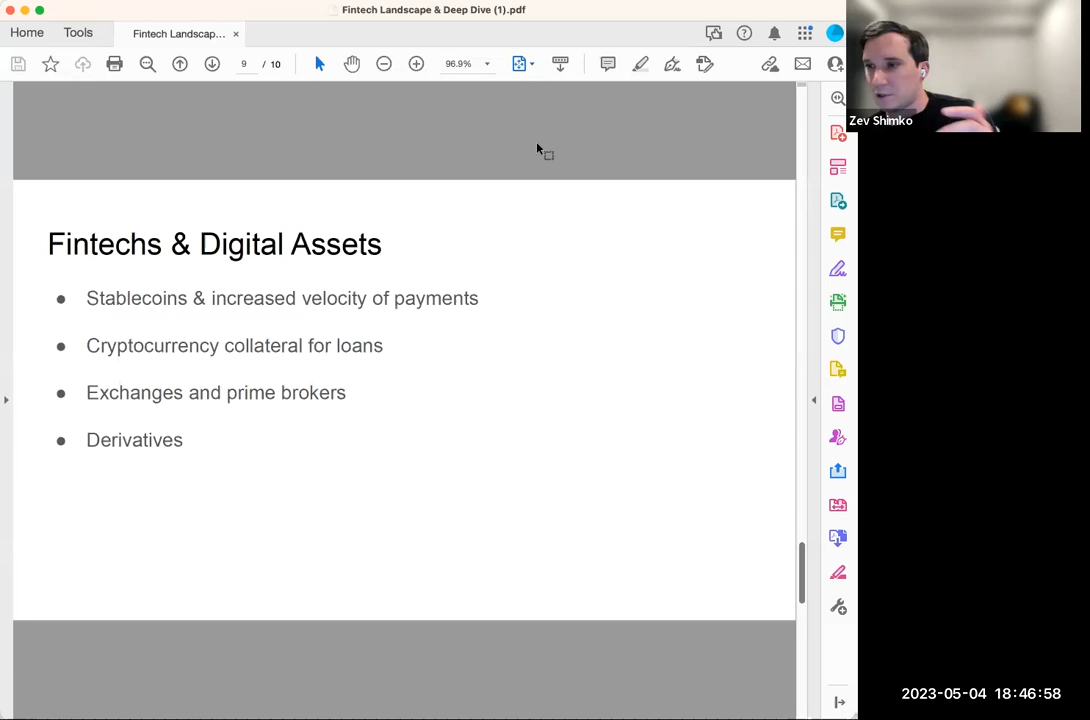 Fintech Landscape & Deep Dive (1).pdf
Home
Tools
Fintech Landscap... ×
9 / 10
96.9%
Zev Shimko
Fintechs & Digital Assets
● Stablecoins & increased velocity of payments
● Cryptocurrency collateral for loans
● Exchanges and prime brokers
● Derivatives
2023-05-04 18:46:58